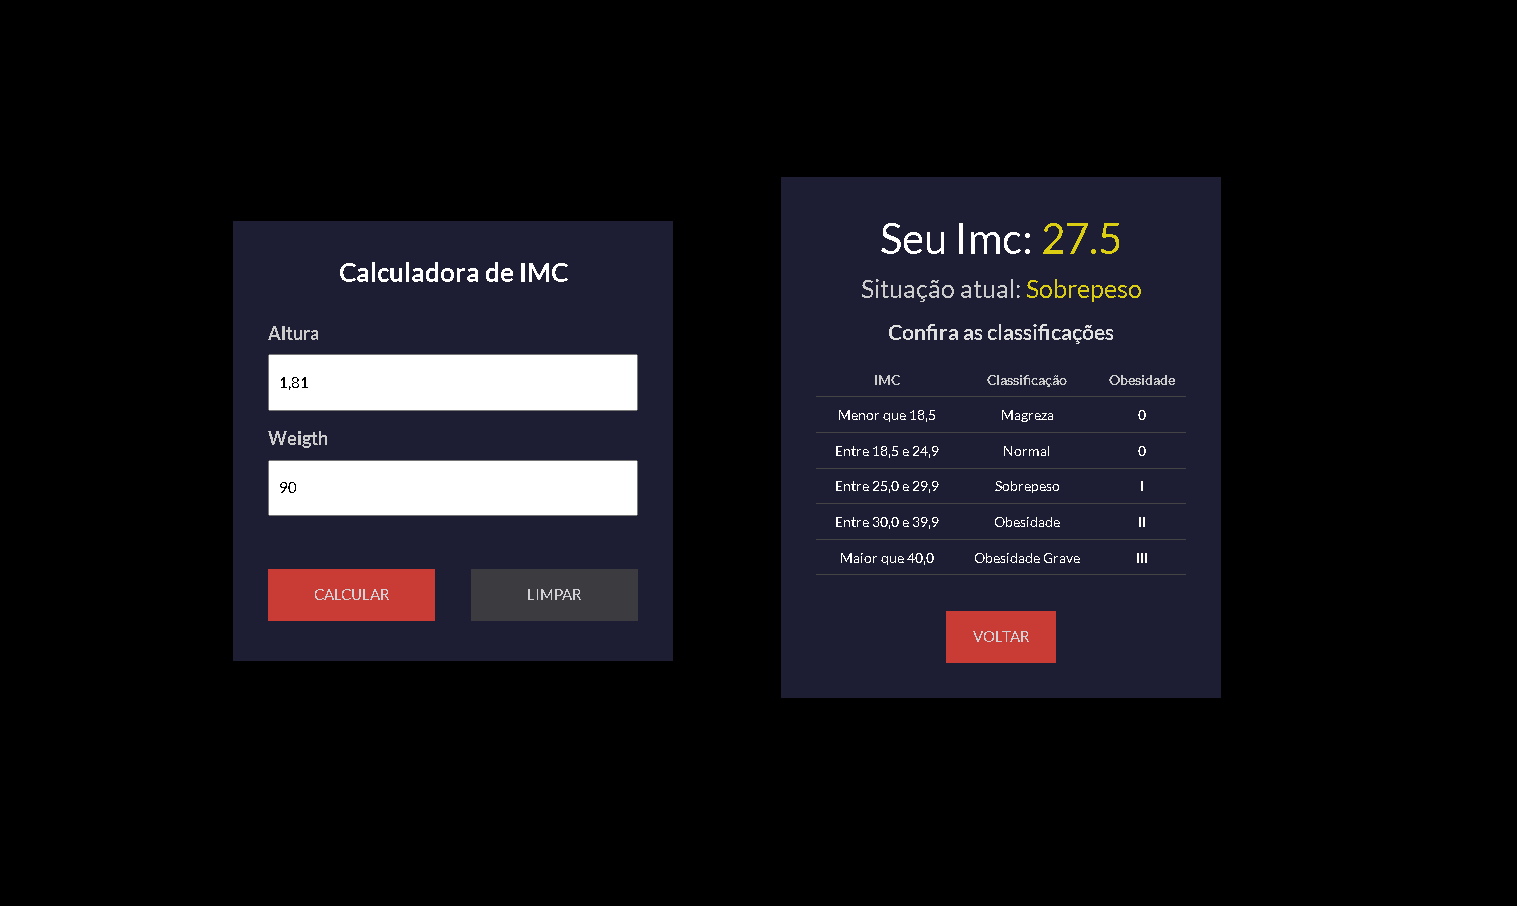 Calculadora de IMC
Altura
1,81
Weigth
90
CALCULAR LIMPAR
Seu Imc: 27.5
Situação atual: Sobrepeso
Confira as classificações
IMC Classificação Obesidade
Menor que 18,5 Magreza 0
Entre 18,5 e 24,9 Normal 0
Entre 25,0 e 29,9 Sobrepeso I
Entre 30,0 e 39,9 Obesidade II
Maior que 40,0 Obesidade Grave III
VOLTAR